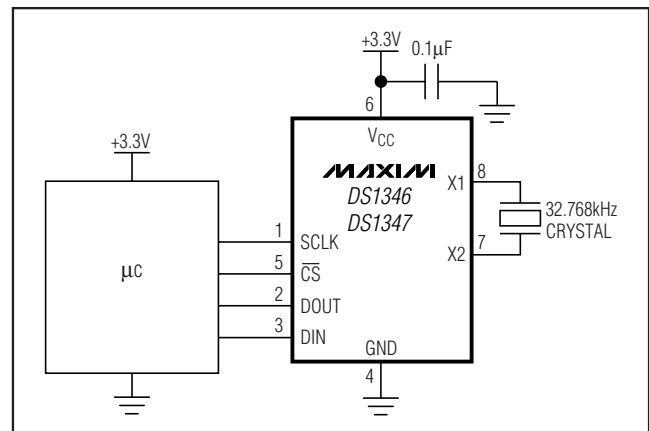 +3.3V
0.1µF
6
VCC
+3.3V
MAXIM
DS1346
DS1347
X1
8
32.768kHz
CRYSTAL
X2
7
µC
1
SCLK
5
CS
2
DOUT
3
DIN
GND
4